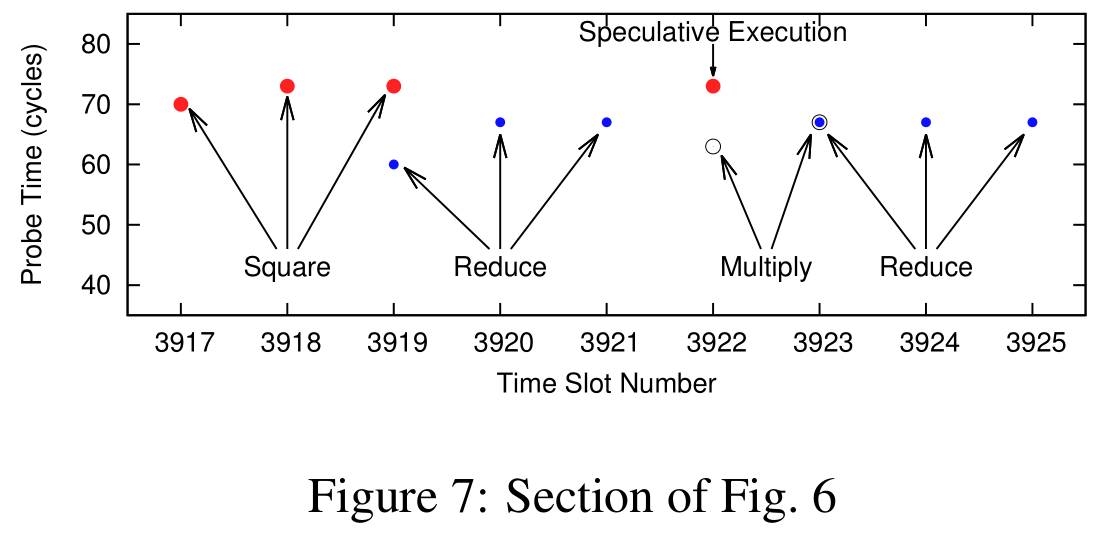 Speculative Execution
80
70
60
50
40
Probe Time (cycles)
Square
Reduce
Multiply
Reduce
3917 3918 3919 3920 3921 3922 3923 3924 3925
Time Slot Number
Figure 7: Section of Fig. 6